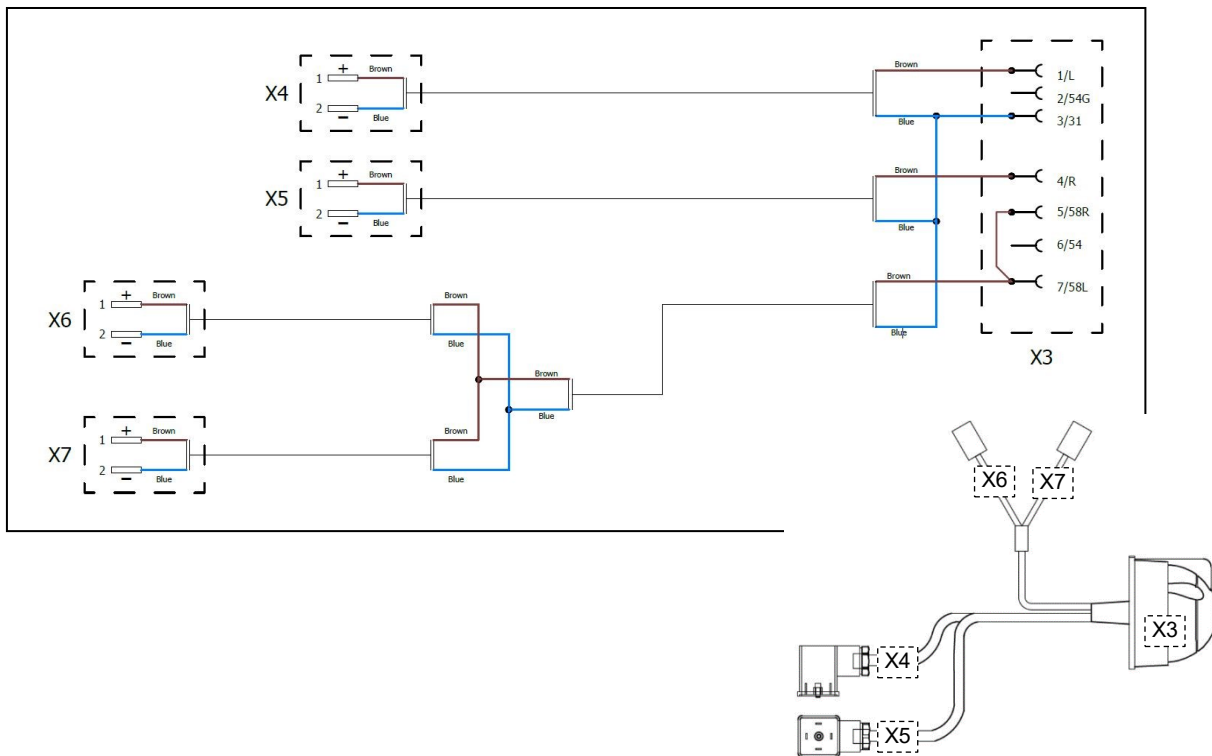 X4
1
+
Brown
2
−
Blue
Brown
Blue
1/L
2/54G
3/31
X5
1
+
Brown
2
−
Blue
Brown
Blue
4/R
5/58R
6/54
7/58L
X3
X6
1
+
Brown
2
−
Blue
Brown
Blue
Brown
Blue
Brown
Blue
X7
1
+
Brown
2
−
Blue
Brown
Blue
X6
X7
X3
X4
X5